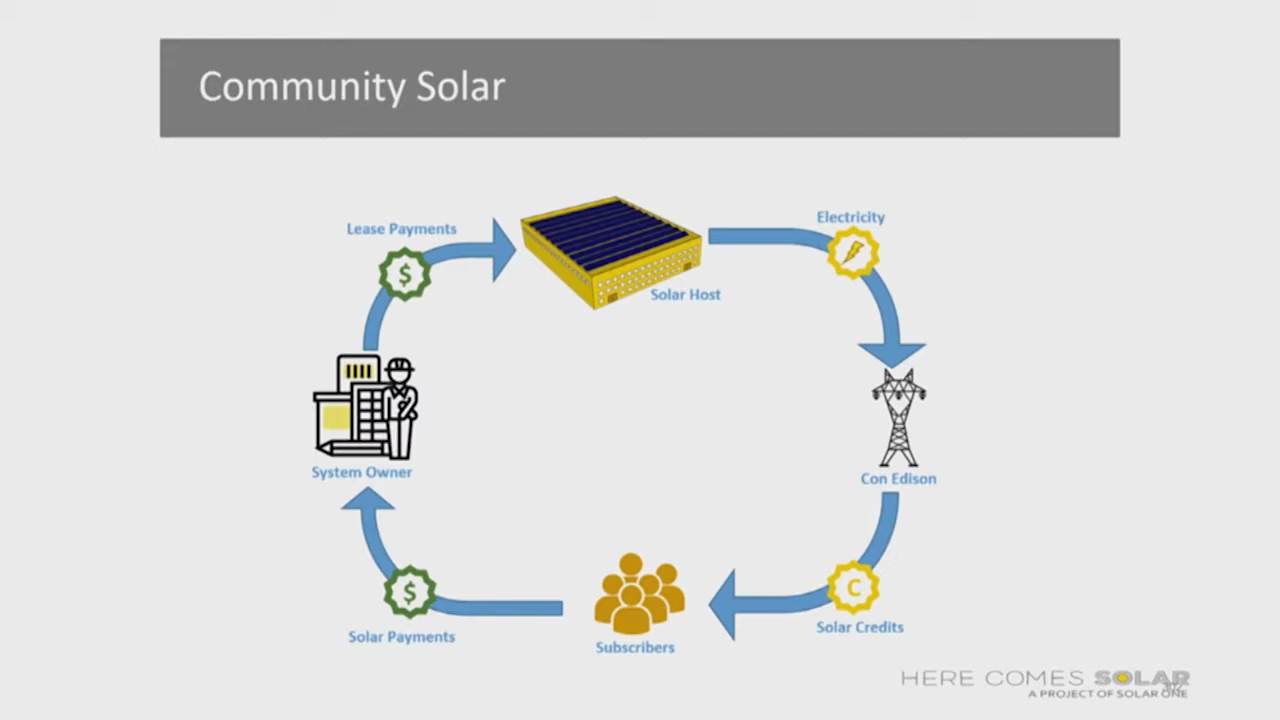 Community Solar
Lease Payments
$
Solar Host
Electricity
System Owner
Con Edison
$
Solar Payments
Subscribers
C
Solar Credits
HERE COMES SOLAR
A PROJECT OF SOLAR ONE